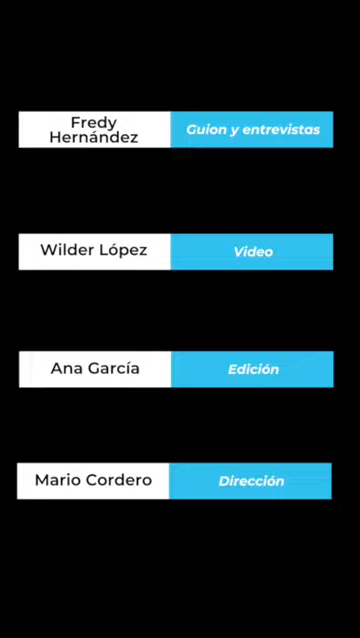 Fredy
Hernández
Guion y entrevistas
Wilder López
Video
Ana García
Edición
Mario Cordero
Dirección